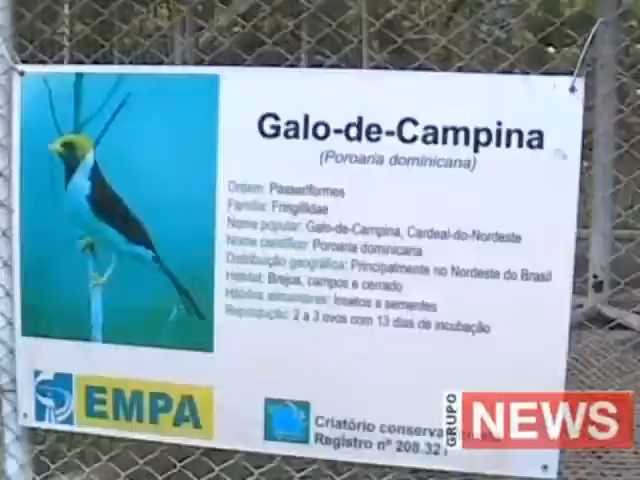 Galo-de-Campina
(Poroaria dominicana)
Ordem: Passeriformes
Família: Fringilidae
Nome popular: Galo-de-Campina, Cardeal-do-Nordeste
Nome científico: Poroaria dominicana
Distribuição geográfica: Principalmente no Nordeste do Brasil
Habitat: Brejos, campos e cerrado
Hábitos alimentares: Insetos e sementes
Reprodução: 2 a 3 ovos com 13 dias de incubação
EMPA
Criatório
Registro nº 208.32
GRUPO
NEWS